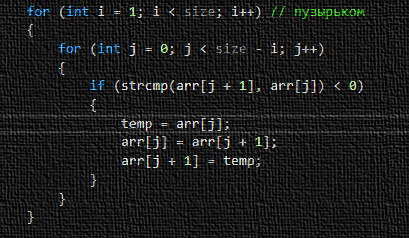 for (int i = 1; i < size; i++) // пузырьком
{
    for (int j = 0; j < size - i; j++)
    {
        if (strcmp(arr[j + 1], arr[j]) < 0)
        {
            temp = arr[j];
            arr[j] = arr[j + 1];
            arr[j + 1] = temp;
        }
    }
}